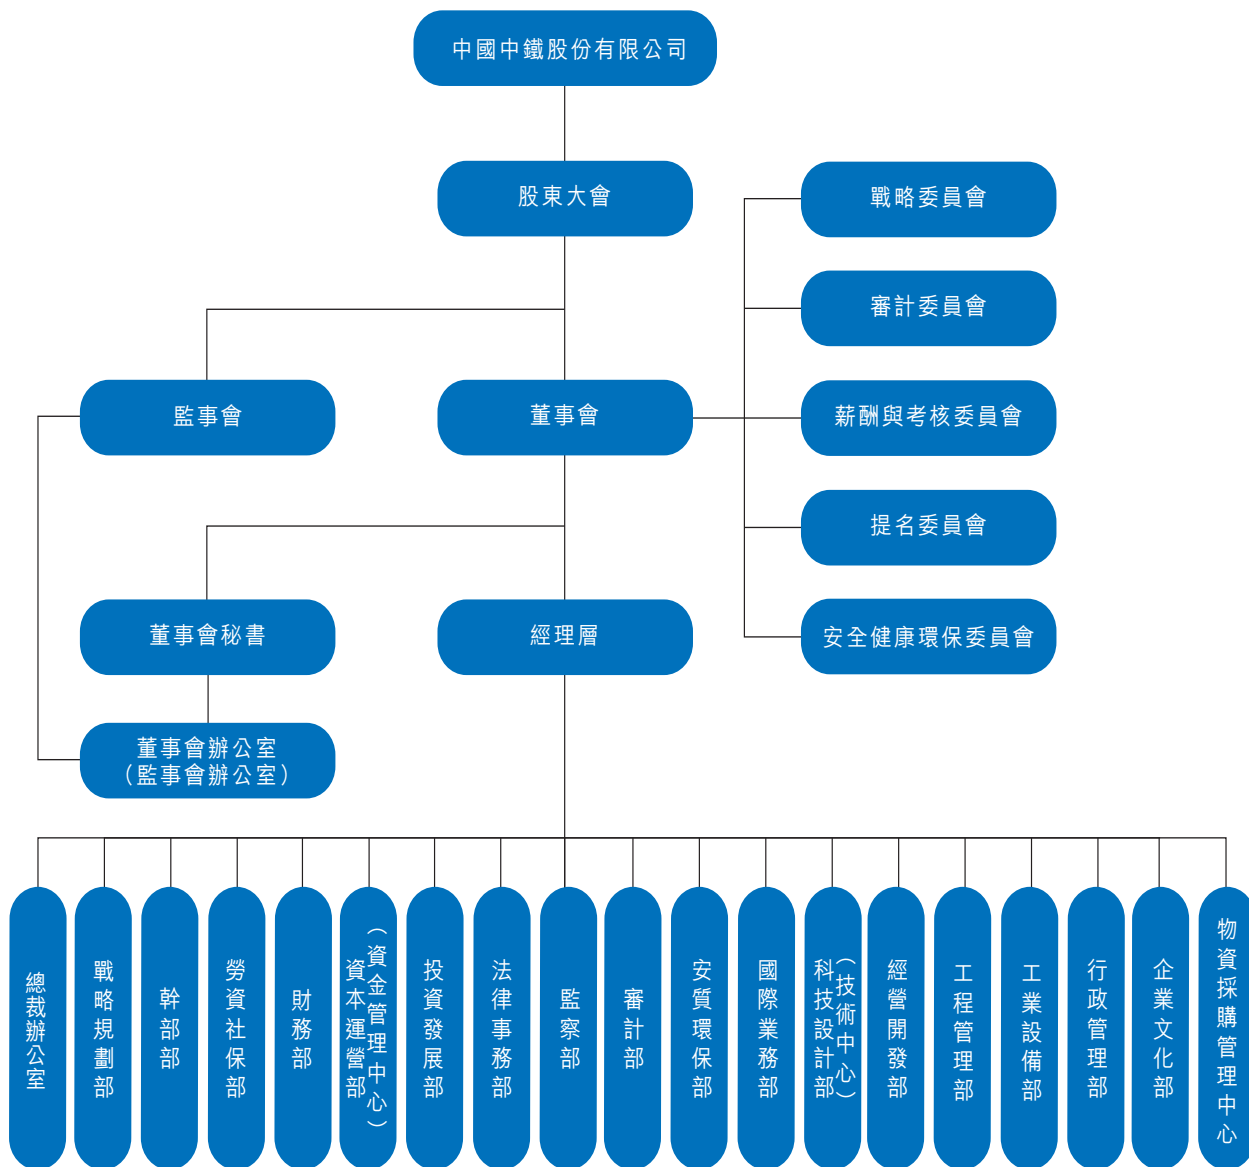 中國中鐵股份有限公司
股東大會
戰略委員會
審計委員會
監事會
董事會
薪酬與考核委員會
提名委員會
董事會秘書
經理層
安全健康環保委員會
董事會辦公室
（監事會辦公室）
總裁辦公室
戰略規劃部
幹部部
勞資社保部
財務部
資本運營部
（資金管理中心）
投資發展部
法律事務部
監察部
審計部
安質環保部
國際業務部
科技設計部
（技術中心）
經營開發部
工程管理部
工業設備部
行政管理部
企業文化部
物資採購管理中心